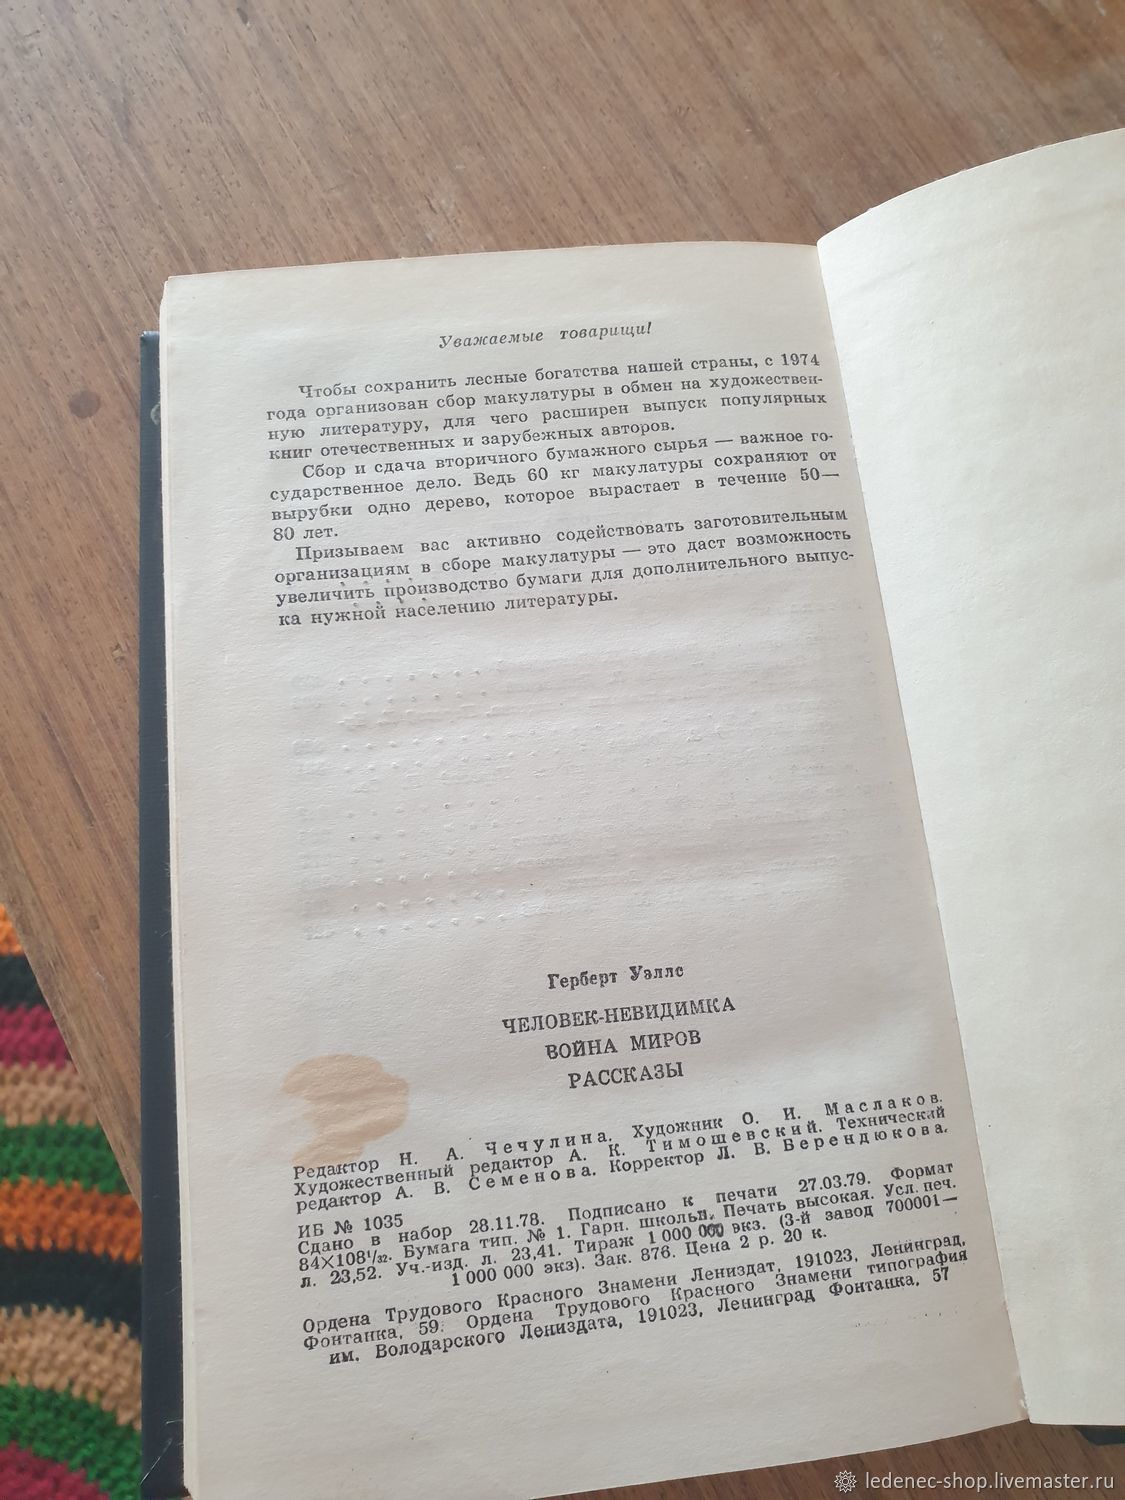 Уважаемые товарищи!
Чтобы сохранить лесные богатства нашей страны, с 1974
года организован сбор макулатуры в обмен на художествен-
ную литературу, для чего расширен выпуск популярных
книг отечественных и зарубежных авторов.
Сбор и сдача вторичного бумажного сырья — важное го-
сударственное дело. Ведь 60 кг макулатуры сохраняют от
вырубки одно дерево, которое вырастает в течение 50—
80 лет.
Призываем вас активно содействовать заготовительным
организациям в сборе макулатуры — это даст возможность
увеличить производство бумаги для дополнительного выпус-
ка нужной населению литературы.
Герберт Уэллс
ЧЕЛОВЕК-НЕВИДИМКА
ВОЙНА МИРОВ
РАССКАЗЫ
Редактор Н. А. Чечулина. Художник О. И. Маслаков.
Художественный редактор А. К. Тимошевский. Технический
редактор А. В. Семенова. Корректор Л. В. Берендюкова.
ИБ № 1035
Сдано в набор 28.11.78. Подписано к печати 27.03.79. Формат
84×108¹/₃₂. Бумага тип. № 1. Гарн. школьн. Печать высокая. Усл. печ.
л. 23,52. Уч.-изд. л. 23,41. Тираж 1 000 000 экз. (3-й завод 700001—
1 000 000 экз). Зак. 876. Цена 2 р. 20 к.
Ордена Трудового Красного Знамени Лениздат, 191023, Ленинград,
Фонтанка, 59. Ордена Трудового Красного Знамени типография
им. Володарского Лениздата, 191023, Ленинград Фонтанка, 57
ledenec-shop.livemaster.ru